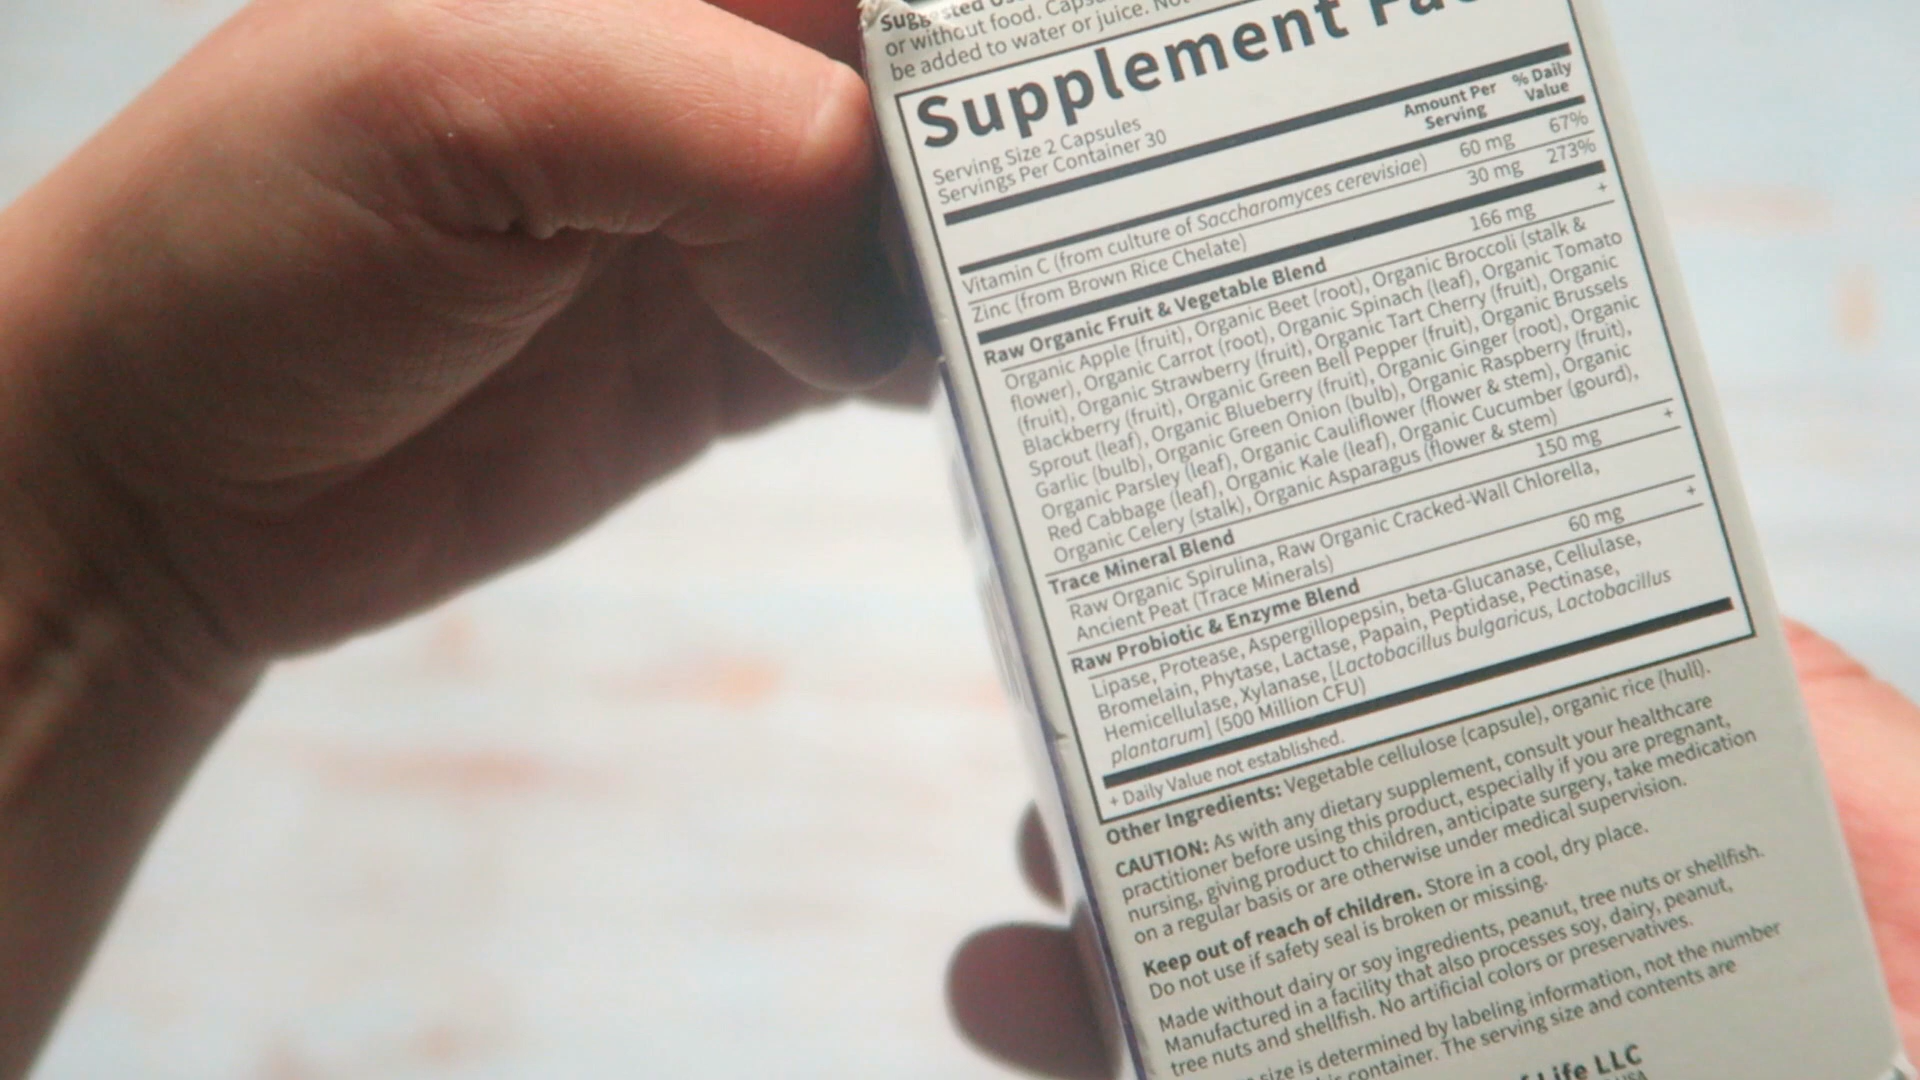 Suggested
or without food.
be added to water or juice.
Supplement
Serving Size 2 Capsules
Servings Per Container 30
Amount Per Serving
% Daily Value
Vitamin C (from culture of Saccharomyces cerevisiae) 60 mg 67%
Zinc (from Brown Rice Chelate) 30 mg 273%
Raw Organic Fruit & Vegetable Blend 166 mg +
Organic Apple (fruit), Organic Beet (root), Organic Broccoli (stalk &
flower), Organic Carrot (root), Organic Spinach (leaf), Organic Tomato
(fruit), Organic Strawberry (fruit), Organic Tart Cherry (fruit), Organic
Blackberry (fruit), Organic Green Bell Pepper (fruit), Organic Brussels
Sprout (leaf), Organic Blueberry (fruit), Organic Ginger (root), Organic
Garlic (bulb), Organic Green Onion (bulb), Organic Raspberry (fruit),
Organic Parsley (leaf), Organic Cauliflower (flower & stem), Organic
Red Cabbage (leaf), Organic Kale (leaf), Organic Cucumber (gourd),
Organic Celery (stalk), Organic Asparagus (flower & stem)
Trace Mineral Blend 150 mg +
Raw Organic Spirulina, Raw Organic Cracked-Wall Chlorella,
Ancient Peat (Trace Minerals)
Raw Probiotic & Enzyme Blend 60 mg +
Lipase, Protease, Aspergillopepsin, beta-Glucanase, Cellulase,
Bromelain, Phytase, Lactase, Papain, Peptidase, Pectinase,
Hemicellulase, Xylanase, [Lactobacillus bulgaricus, Lactobacillus
plantarum] (500 Million CFU)
+ Daily Value not established.
Other Ingredients: Vegetable cellulose (capsule), organic rice (hull).
CAUTION: As with any dietary supplement, consult your healthcare
practitioner before using this product, especially if you are pregnant,
nursing, giving product to children, anticipate surgery, take medication
on a regular basis or are otherwise under medical supervision.
Keep out of reach of children. Store in a cool, dry place.
Do not use if safety seal is broken or missing.
Made without dairy or soy ingredients, peanut, tree nuts or shellfish.
Manufactured in a facility that also processes soy, dairy, peanut,
tree nuts and shellfish. No artificial colors or preservatives.
size is determined by labeling information, not the number
container. The serving size and contents are
Life LLC